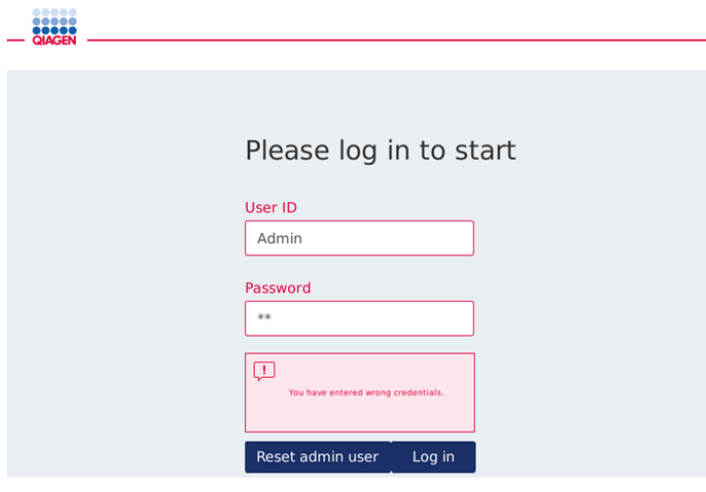 QIAGEN
Please log in to start
User ID
Admin
Password
**
!
You have entered wrong credentials.
Reset admin user
Log in